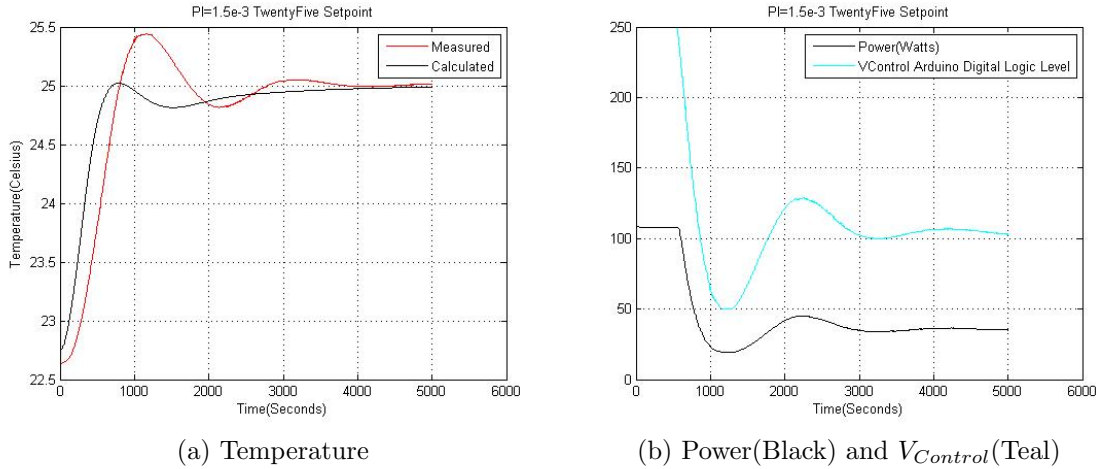 PI=1.5e-3 TwentyFive Setpoint
25.5
25
24.5
24
23.5
23
22.5
Temperature(Celsius)
Measured
Calculated
0 1000 2000 3000 4000 5000 6000
Time(Seconds)
(a) Temperature
PI=1.5e-3 TwentyFive Setpoint
250
200
150
100
50
0
Power(Watts)
VControl Arduino Digital Logic Level
0 1000 2000 3000 4000 5000 6000
Time(Seconds)
(b) Power(Black) and V_{Control}(Teal)